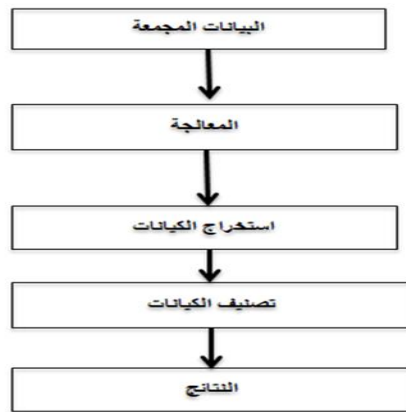 البيانات المجمعة
المعالجة
استخراج الكيانات
تصنيف الكيانات
النتائج